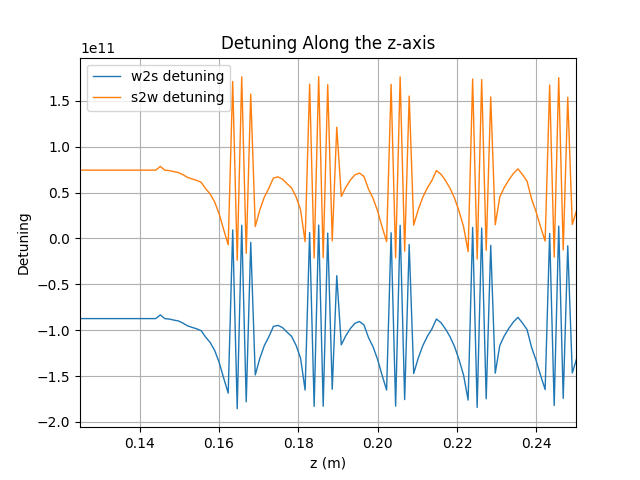 Detuning Along the z-axis
1e11
w2s detuning
s2w detuning
1.5
1.0
0.5
0.0
−0.5
−1.0
−1.5
−2.0
Detuning
0.14 0.16 0.18 0.20 0.22 0.24
z (m)